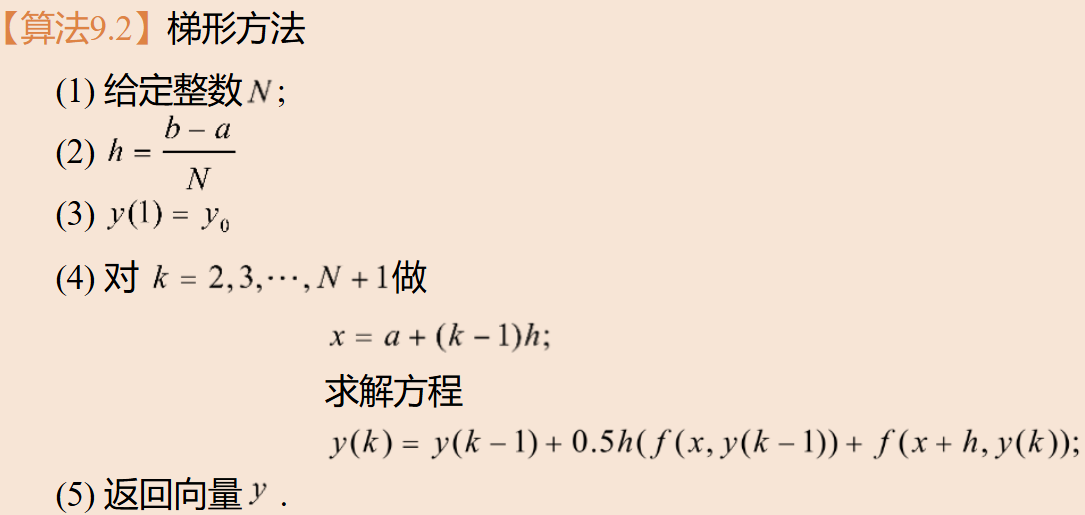 【算法9.2】梯形方法
(1) 给定整数 N ;
(2) h = (b − a)/N
(3) y(1) = y₀
(4) 对 k = 2,3,⋯,N + 1做
x = a + (k − 1)h;
求解方程
y(k) = y(k − 1) + 0.5h(f(x, y(k − 1)) + f(x + h, y(k));
(5) 返回向量 y .